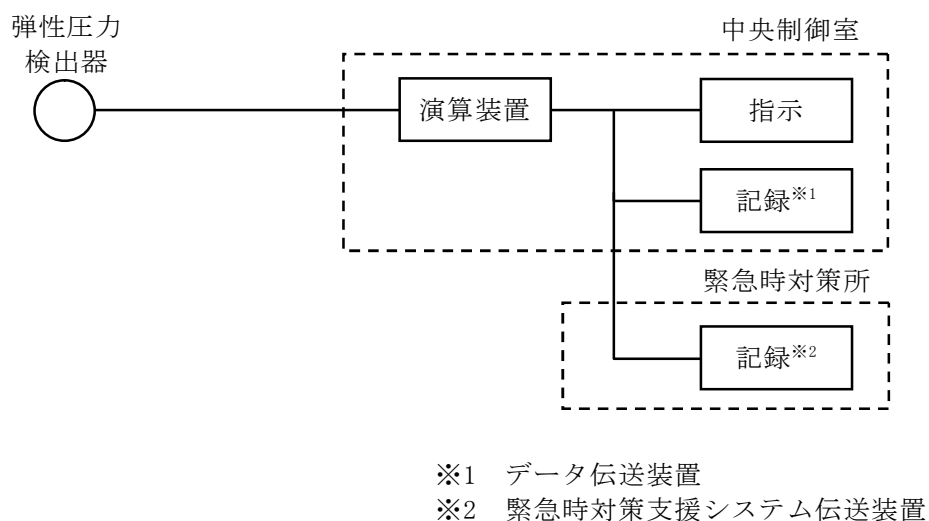 弾性圧力
検出器
中央制御室
演算装置
指示
記録※1
緊急時対策所
記録※2
※1 データ伝送装置
※2 緊急時対策支援システム伝送装置